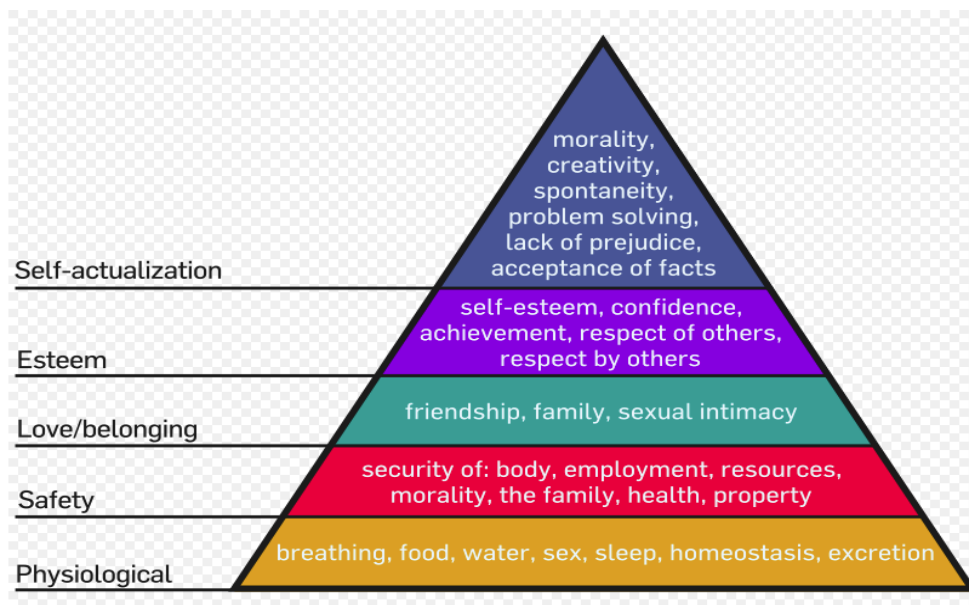 morality,
creativity,
spontaneity,
problem solving,
lack of prejudice,
acceptance of facts
Self-actualization
self-esteem, confidence,
achievement, respect of others,
respect by others
Esteem
friendship, family, sexual intimacy
Love/belonging
security of: body, employment, resources,
morality, the family, health, property
Safety
breathing, food, water, sex, sleep, homeostasis, excretion
Physiological